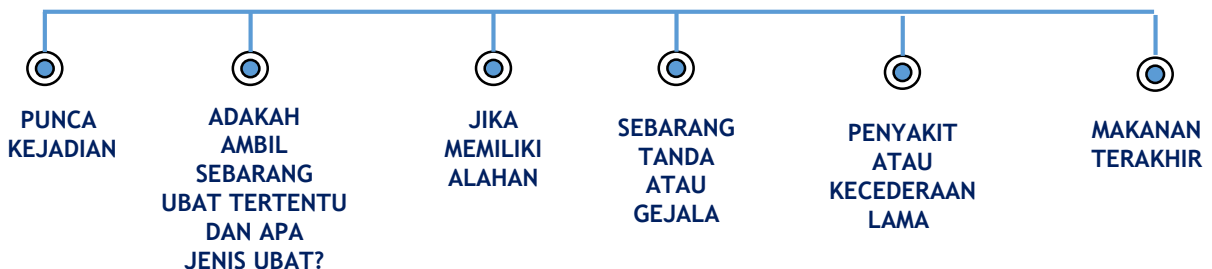 PUNCA
KEJADIAN
ADAKAH
AMBIL
SEBARANG
UBAT TERTENTU
DAN APA
JENIS UBAT?
JIKA
MEMILIKI
ALAHAN
SEBARANG
TANDA
ATAU
GEJALA
PENYAKIT
ATAU
KECEDERAAN
LAMA
MAKANAN
TERAKHIR